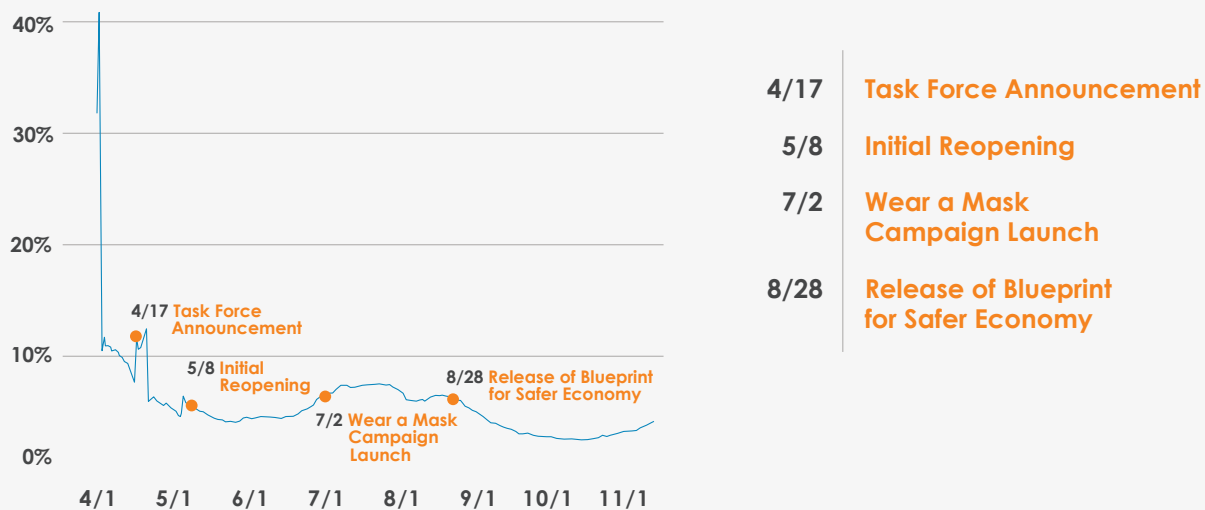 40%
30%
20%
10%
0%
4/17 Task Force
Announcement
5/8 Initial
Reopening
7/2 Wear a Mask
Campaign
Launch
8/28 Release of Blueprint
for Safer Economy
4/1 5/1 6/1 7/1 8/1 9/1 10/1 11/1
4/17 Task Force Announcement
5/8 Initial Reopening
7/2 Wear a Mask
Campaign Launch
8/28 Release of Blueprint
for Safer Economy